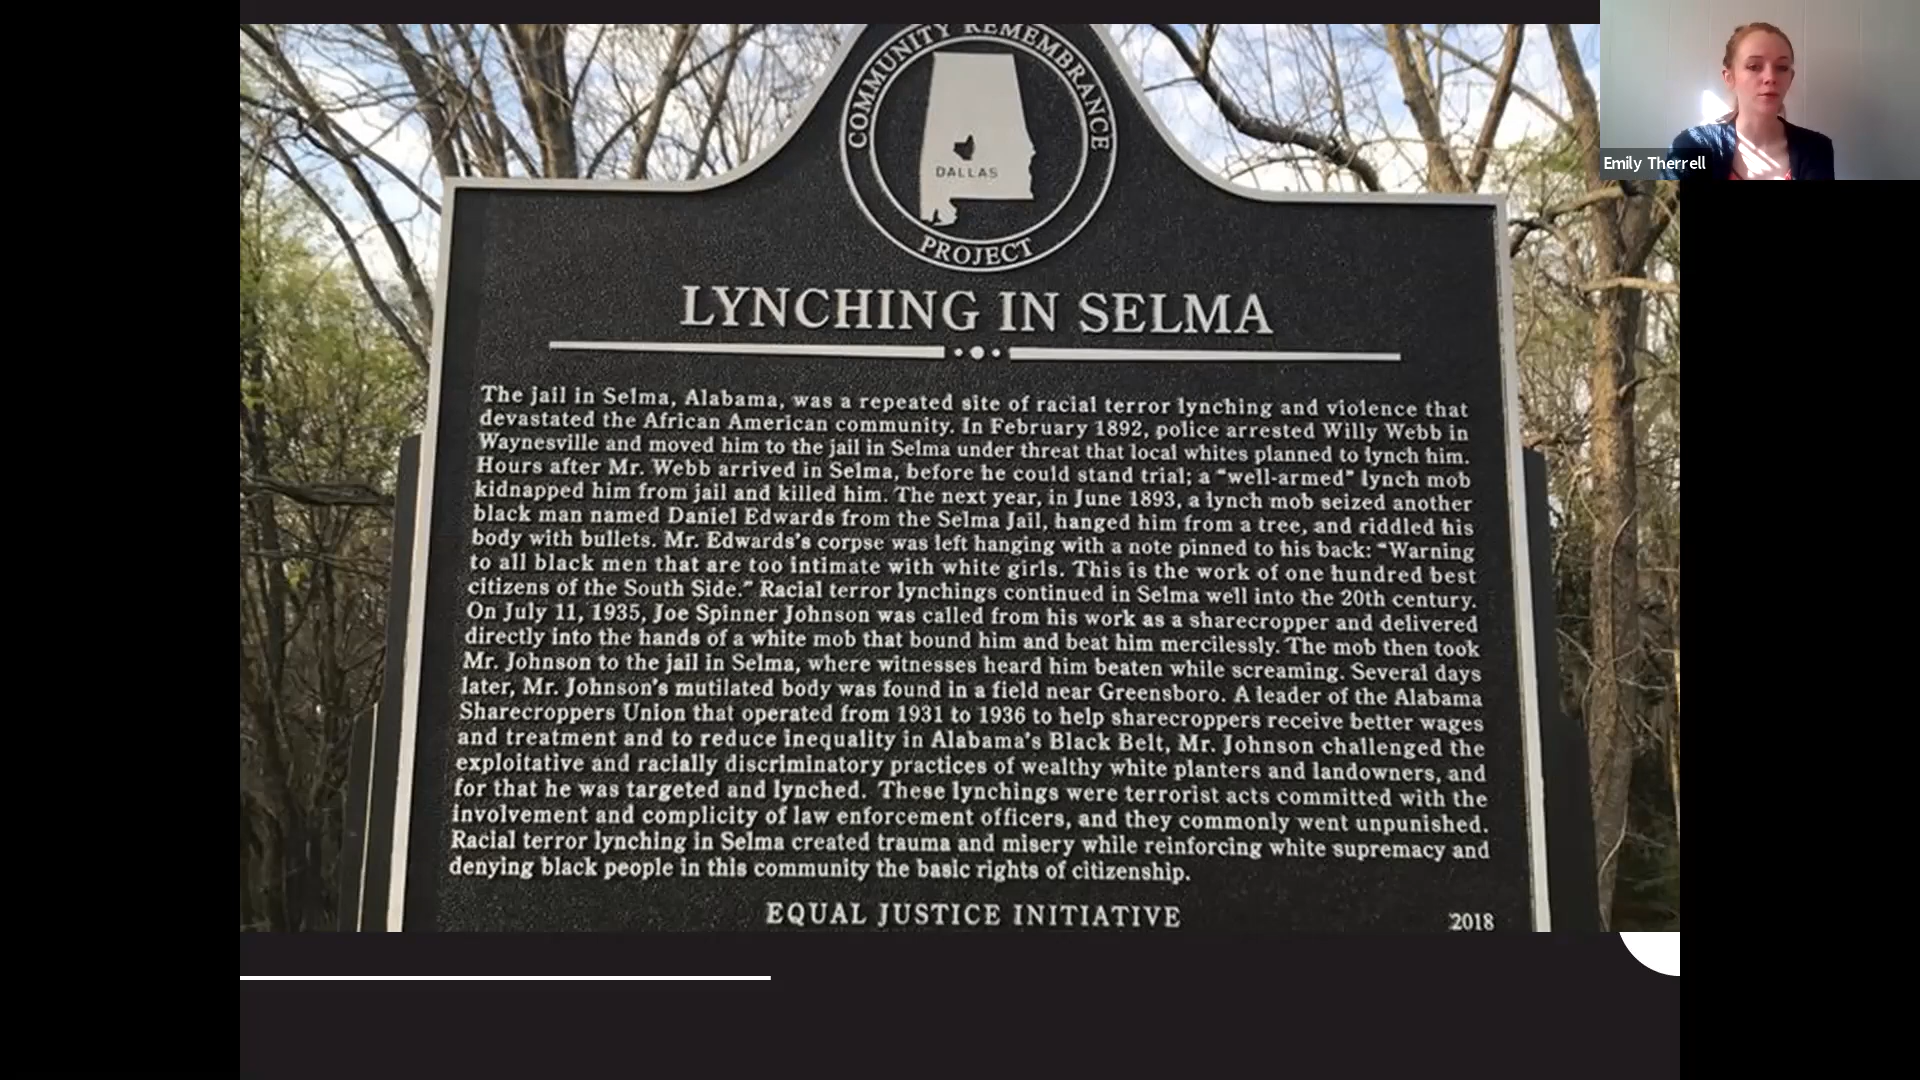 COMMUNITY REMEMBRANCE
DALLAS
PROJECT
LYNCHING IN SELMA
The jail in Selma, Alabama, was a repeated site of racial terror lynching and violence that
devastated the African American community. In February 1892, police arrested Willy Webb in
Waynesville and moved him to the jail in Selma under threat that local whites planned to lynch him.
Hours after Mr. Webb arrived in Selma, before he could stand trial; a “well-armed” lynch mob
kidnapped him from jail and killed him. The next year, in June 1893, a lynch mob seized another
black man named Daniel Edwards from the Selma Jail, hanged him from a tree, and riddled his
body with bullets. Mr. Edwards's corpse was left hanging with a note pinned to his back: “Warning
to all black men that are too intimate with white girls. This is the work of one hundred best
citizens of the South Side.” Racial terror lynchings continued in Selma well into the 20th century.
On July 11, 1935, Joe Spinner Johnson was called from his work as a sharecropper and delivered
directly into the hands of a white mob that bound him and beat him mercilessly. The mob then took
Mr. Johnson to the jail in Selma, where witnesses heard him beaten while screaming. Several days
later, Mr. Johnson's mutilated body was found in a field near Greensboro. A leader of the Alabama
Sharecroppers Union that operated from 1931 to 1936 to help sharecroppers receive better wages
and treatment and to reduce inequality in Alabama's Black Belt, Mr. Johnson challenged the
exploitative and racially discriminatory practices of wealthy white planters and landowners, and
for that he was targeted and lynched. These lynchings were terrorist acts committed with the
involvement and complicity of law enforcement officers, and they commonly went unpunished.
Racial terror lynching in Selma created trauma and misery while reinforcing white supremacy and
denying black people in this community the basic rights of citizenship.
EQUAL JUSTICE INITIATIVE
2018
Emily Therrell